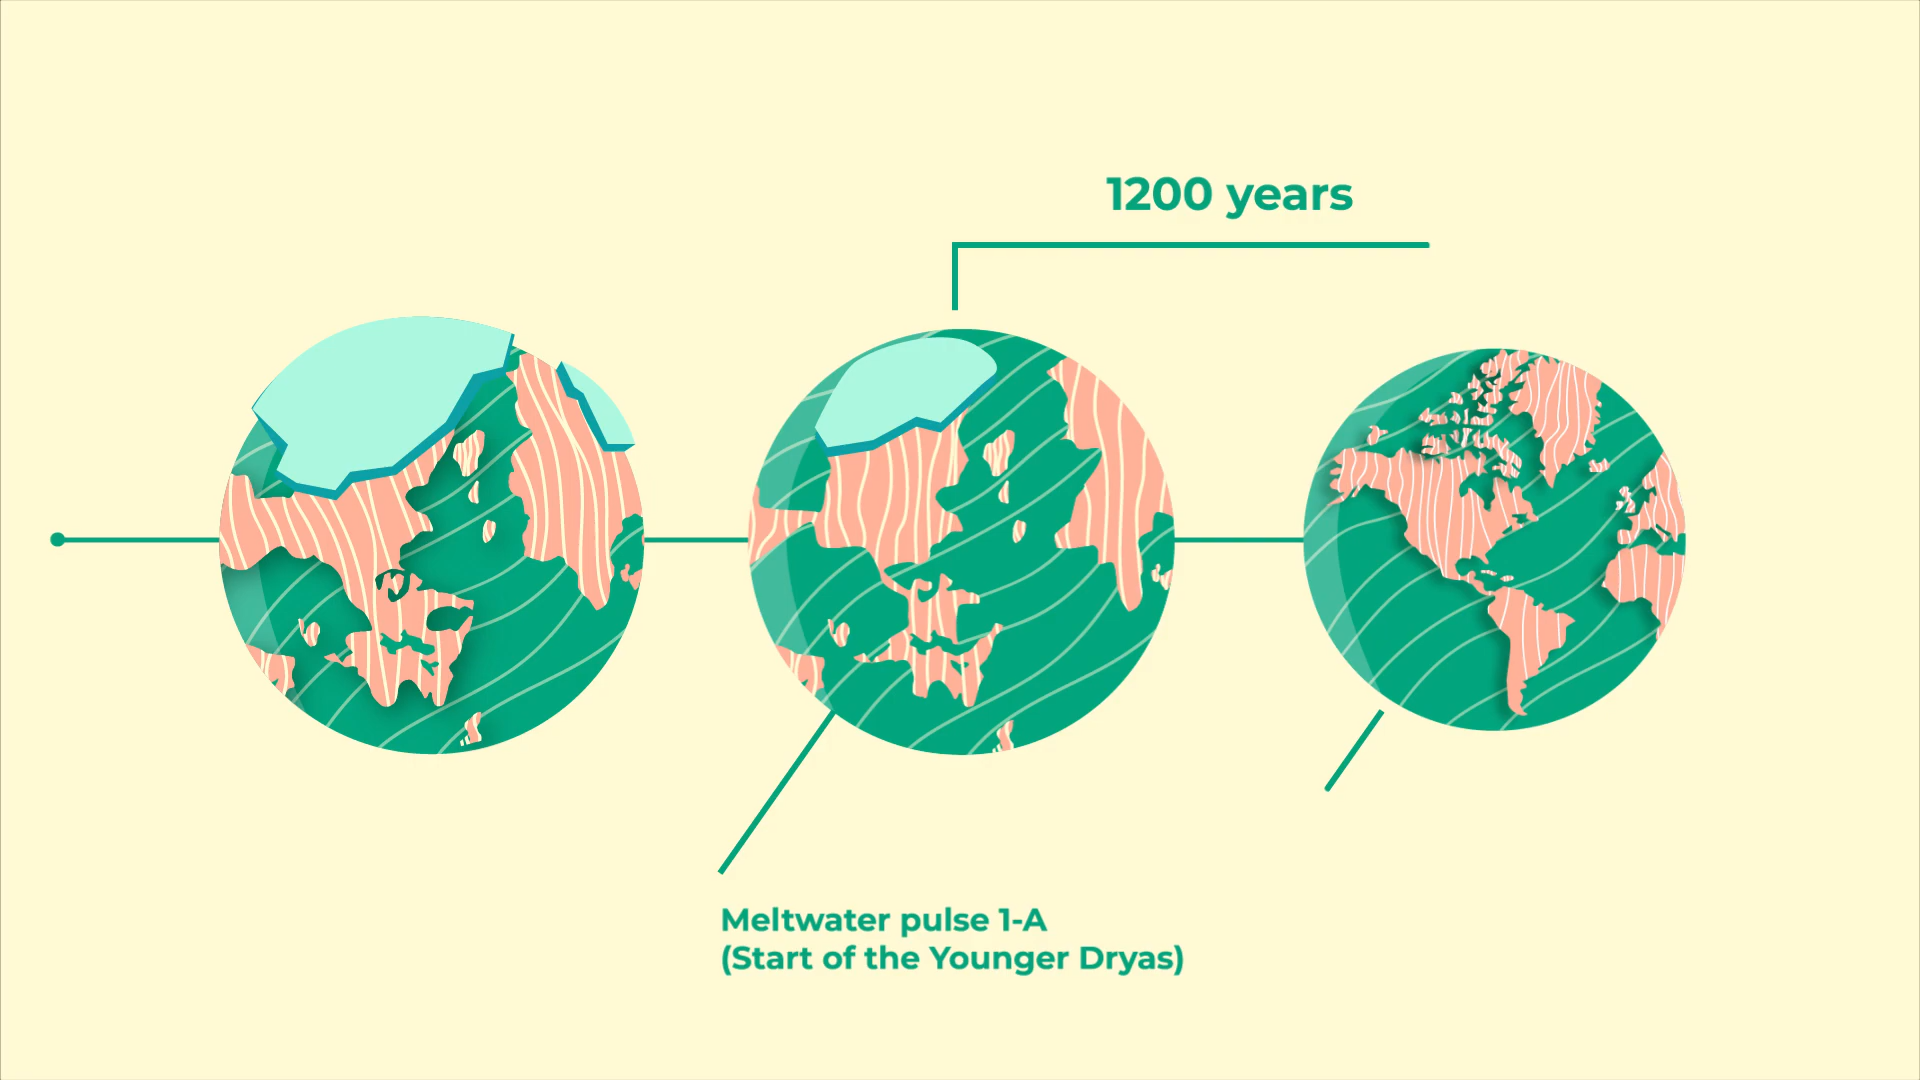 1200 years
Meltwater pulse 1-A
(Start of the Younger Dryas)